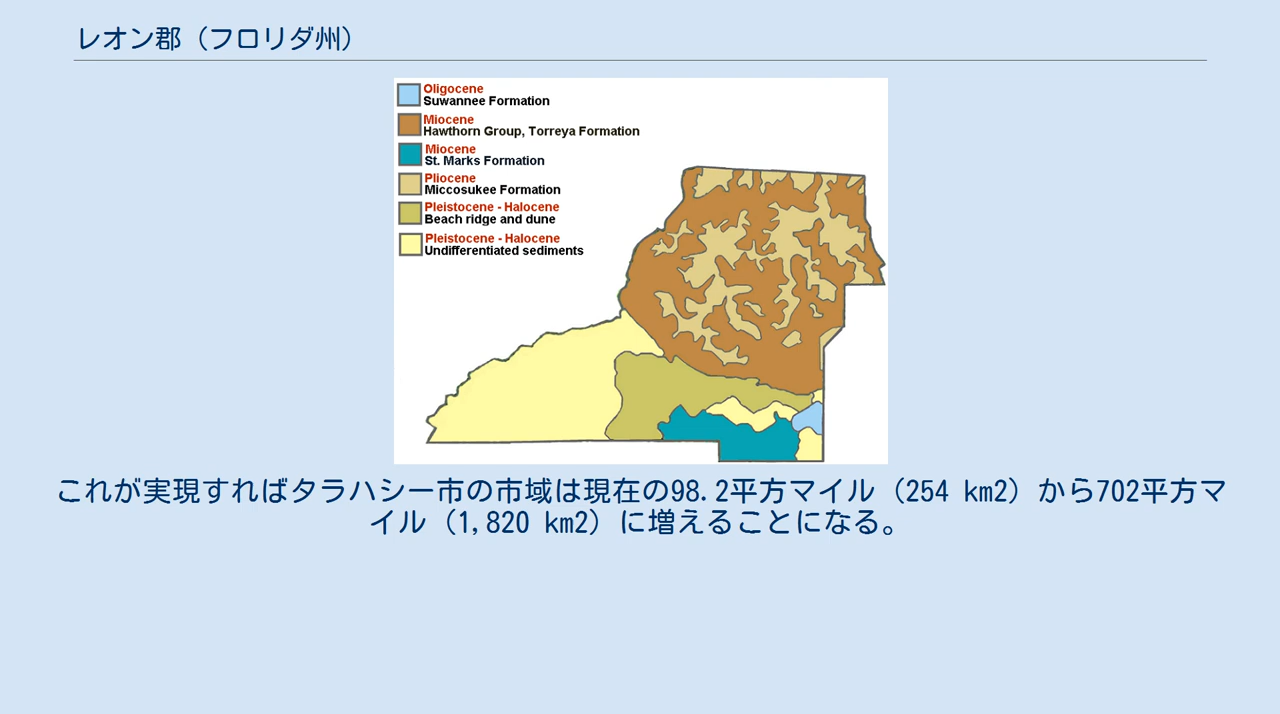 レオン郡（フロリダ州）
Oligocene
Suwannee Formation
Miocene
Hawthorn Group, Torreya Formation
Miocene
St. Marks Formation
Pliocene
Miccosukee Formation
Pleistocene - Halocene
Beach ridge and dune
Pleistocene - Halocene
Undifferentiated sediments
これが実現すればタラハシー市の市域は現在の98.2平方マイル（254 km2）から702平方マ
イル（1,820 km2）に増えることになる。